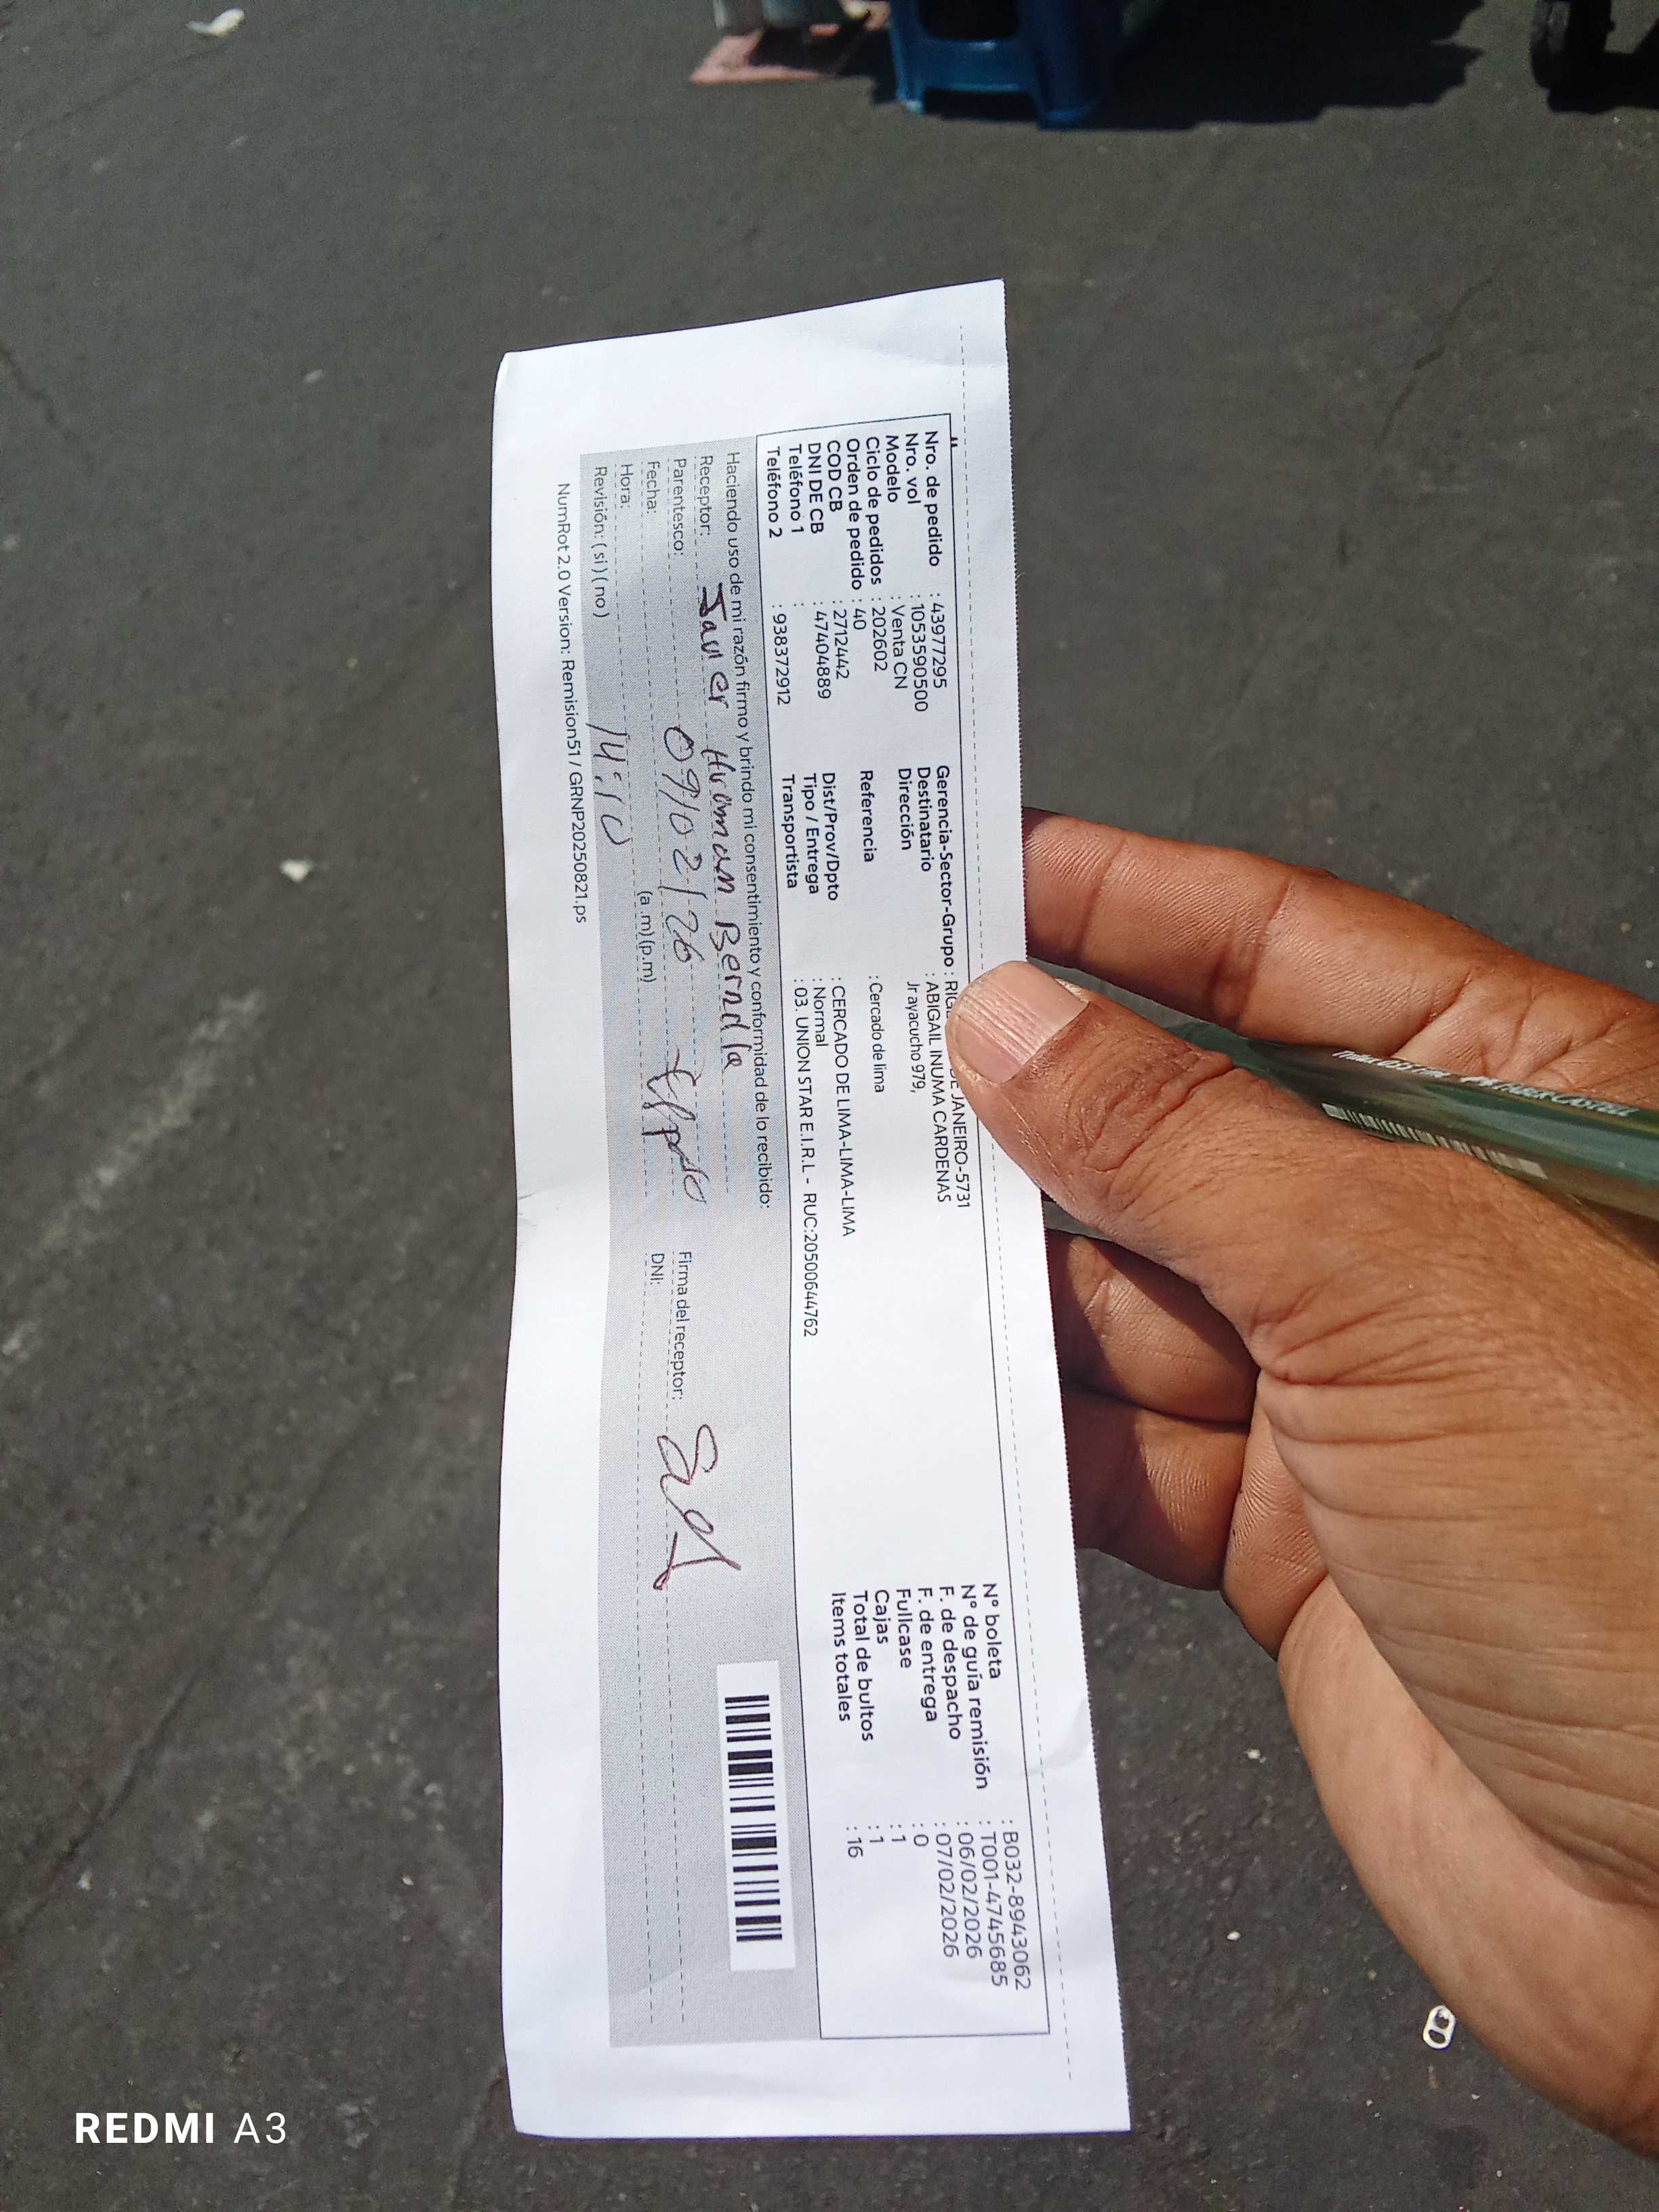 Nro. de pedido : 43977295
Nro. vol : 1053590500
Modelo : Venta CN
Ciclo de pedidos : 202602
Orden de pedido : 40
COD CB : 2712442
DNI DE CB : 47404889
Teléfono 1 :
Teléfono 2 : 938372912
Gerencia-Sector-Grupo : JANEIRO-5731
Destinatario : ABIGAIL INUMA CARDENAS
Dirección Jr ayacucho 979,
Referencia : Cercado de lima
Dist/Prov/Dpto : CERCADO DE LIMA-LIMA-LIMA
Tipo / Entrega : Normal
Transportista : 03. UNION STAR E.I.R.L - RUC:20500644762
N° boleta : B032-8943062
N° de guía remisión : T001-4745685
F. de despacho : 06/02/2026
F. de entrega : 07/02/2026
Fullcase : 0
Cajas : 1
Total de bultos : 1
Items totales : 16
Haciendo uso de mi razón firmo y brindo mi consentimiento y conformidad de lo recibido:
Receptor: Javier Huaman
Parentesco:
Fecha: 09/02/26
Hora: 14:10 (a .m) (p.m)
Revisión: ( si ) ( no )
Firma del receptor:
DNI:
NumRot 2.0 Version: Remision51 / GRNP20250821.ps
FABER-CASTELL
REDMI A3